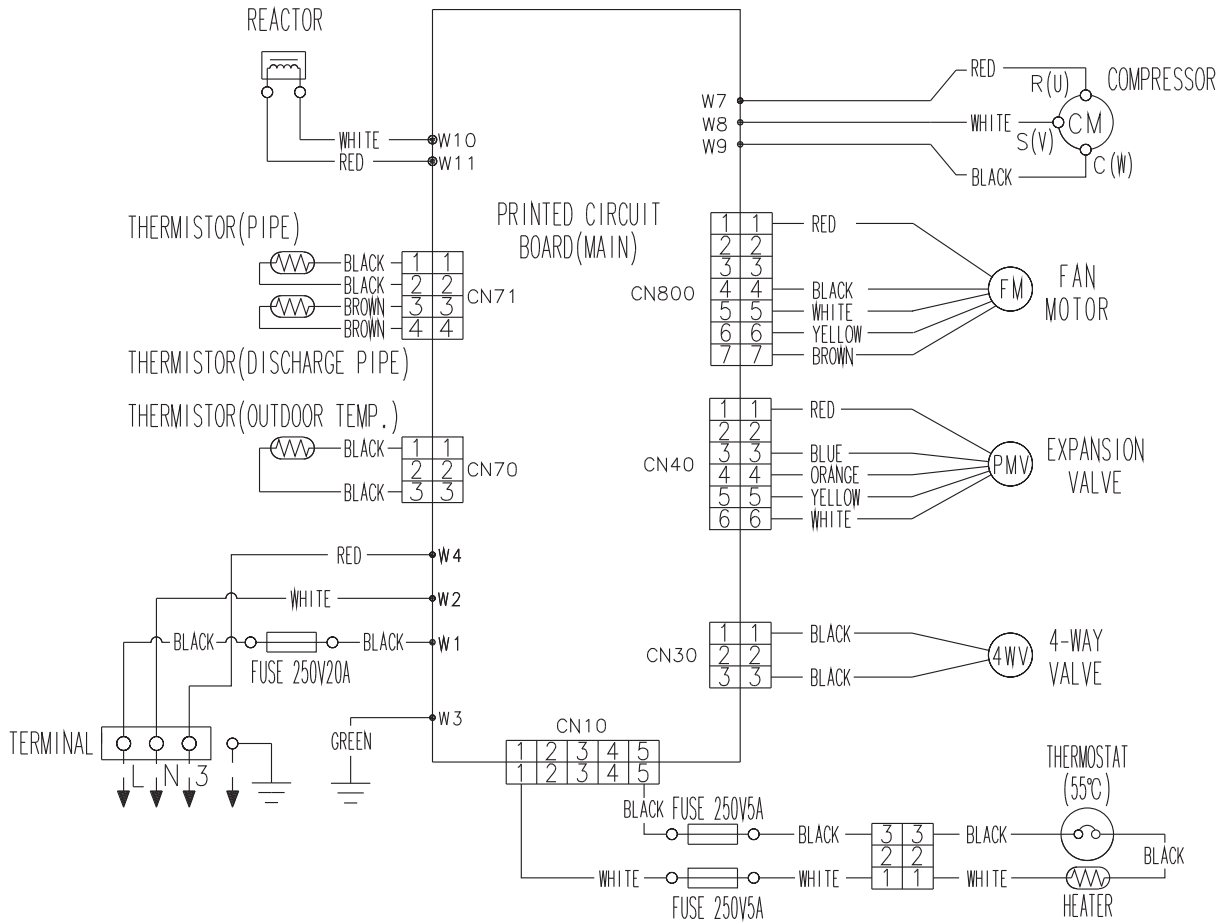 REACTOR
WHITE
W10
RED
W11
THERMISTOR(PIPE)
BLACK 1 1
BLACK 2 2
BROWN 3 3
BROWN 4 4
CN71
THERMISTOR(DISCHARGE PIPE)
THERMISTOR(OUTDOOR TEMP.)
BLACK 1 1
2 2
BLACK 3 3
CN70
RED
W4
WHITE
W2
BLACK
BLACK
W1
FUSE 250V20A
W3
GREEN
TERMINAL
L N 3
PRINTED CIRCUIT
BOARD(MAIN)
W7
RED
R(U)
COMPRESSOR
W8
WHITE
S(V)
CM
W9
BLACK
C(W)
CN800
1 1 RED
2 2
3 3
4 4 BLACK
5 5 WHITE
6 6 YELLOW
7 7 BROWN
FM
FAN
MOTOR
CN40
1 1 RED
2 2
3 3 BLUE
4 4 ORANGE
5 5 YELLOW
6 6 WHITE
PMV
EXPANSION
VALVE
CN30
1 1 BLACK
2 2
3 3 BLACK
4WV
4-WAY
VALVE
CN10
1 2 3 4 5
1 2 3 4 5
BLACK
FUSE 250V5A
BLACK
3 3
2 2
1 1
BLACK
THERMOSTAT
(55℃)
BLACK
WHITE
FUSE 250V5A
WHITE
WHITE
HEATER